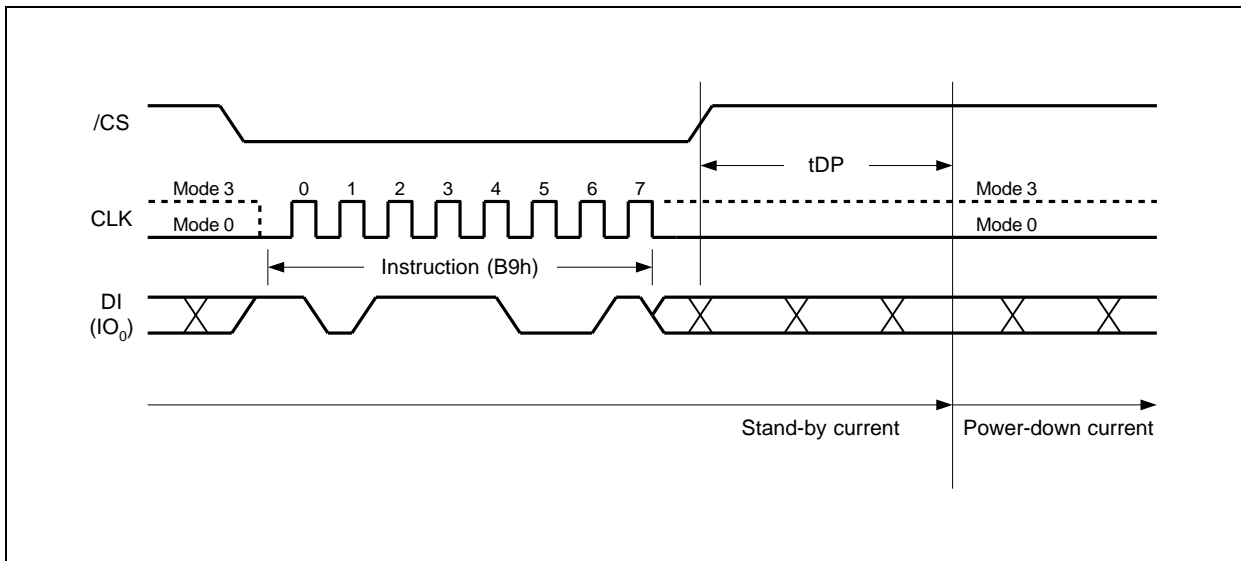 /CS
tDP
Mode 3
0 1 2 3 4 5 6 7
Mode 3
CLK
Mode 0
Mode 0
Instruction (B9h)
DI
(IO0)
Stand-by current
Power-down current